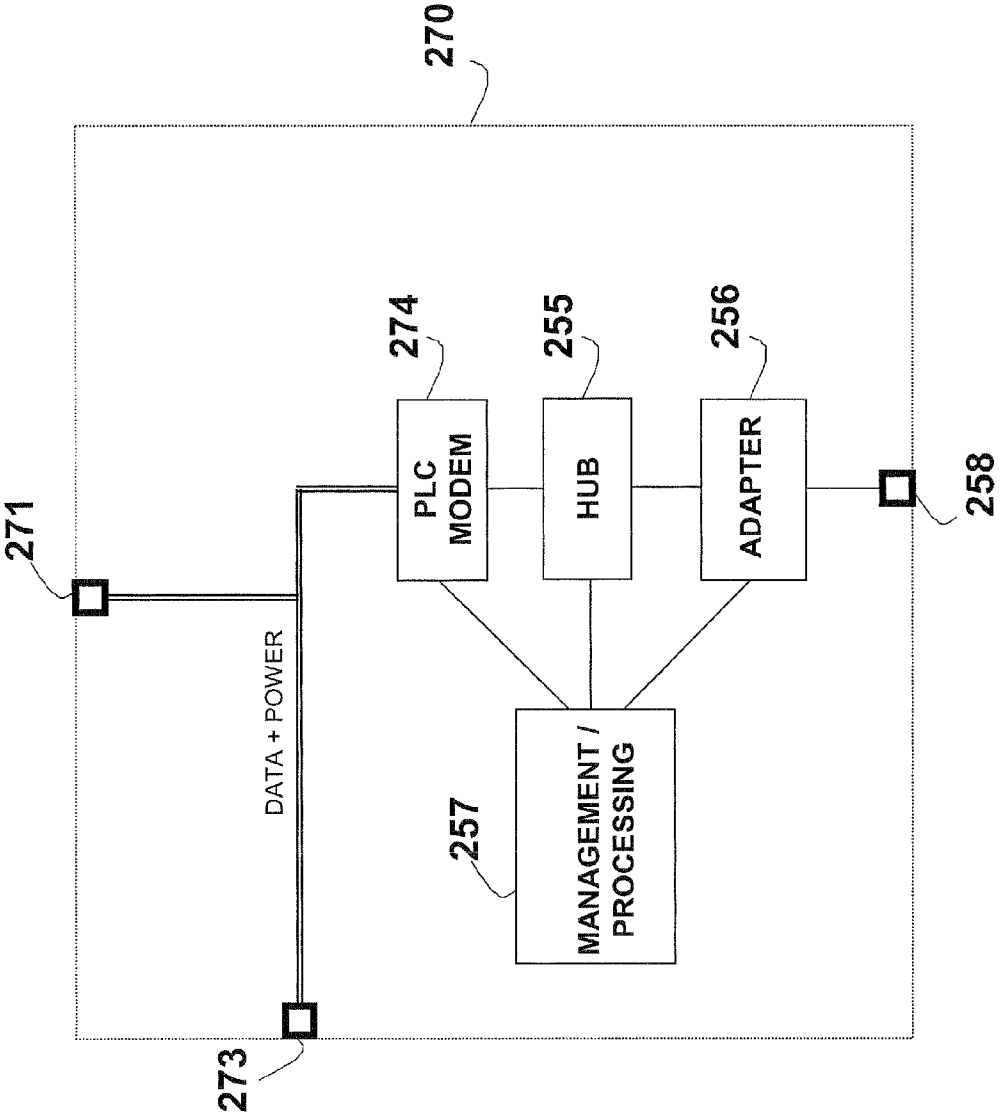 270
271
273
DATA + POWER
274
PLC
MODEM
255
HUB
256
ADAPTER
258
257
MANAGEMENT /
PROCESSING